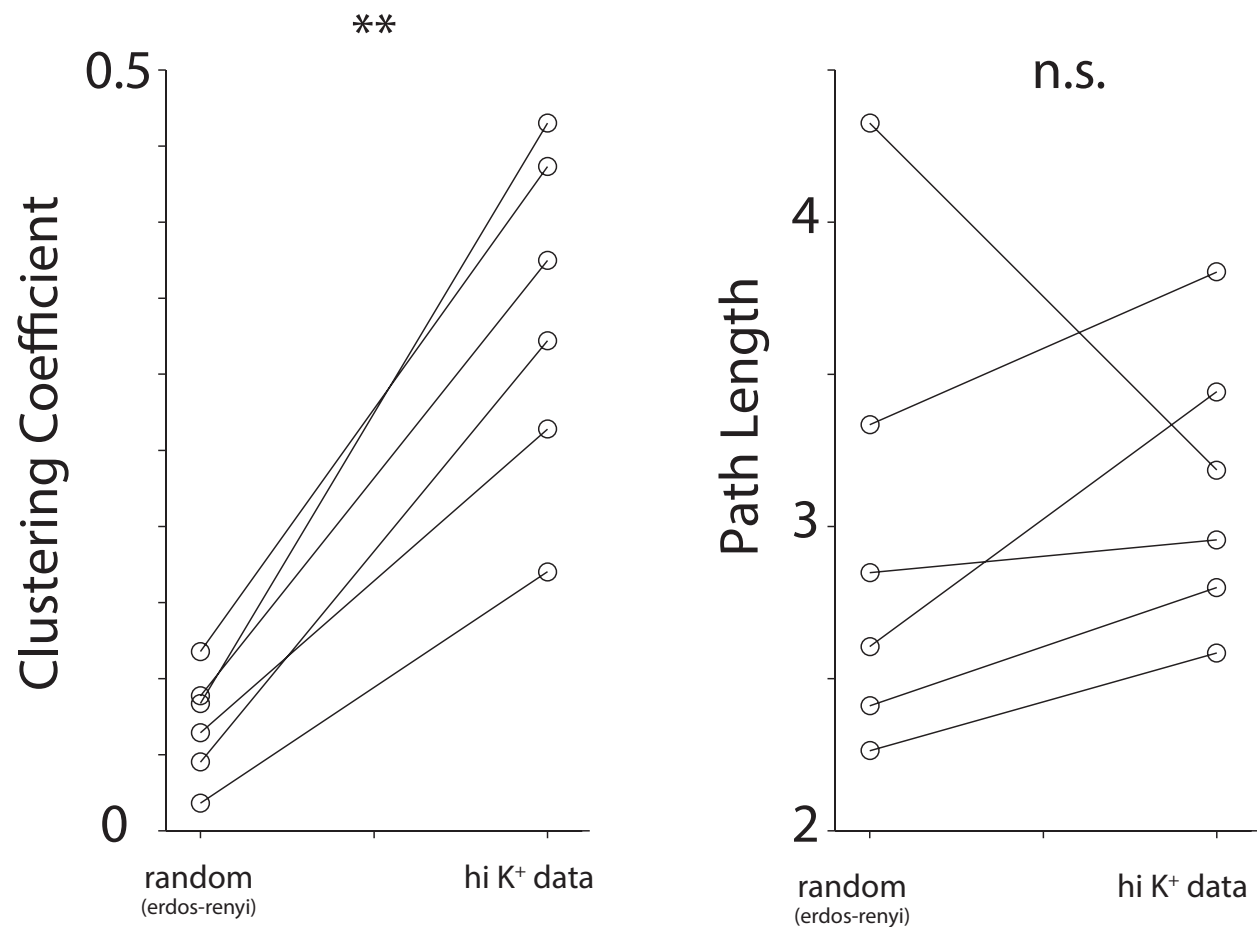 **
0.5
Clustering Coefficient
0
random
(erdos-renyi)
hi K⁺ data
n.s.
4
Path Length
3
2
random
(erdos-renyi)
hi K⁺ data